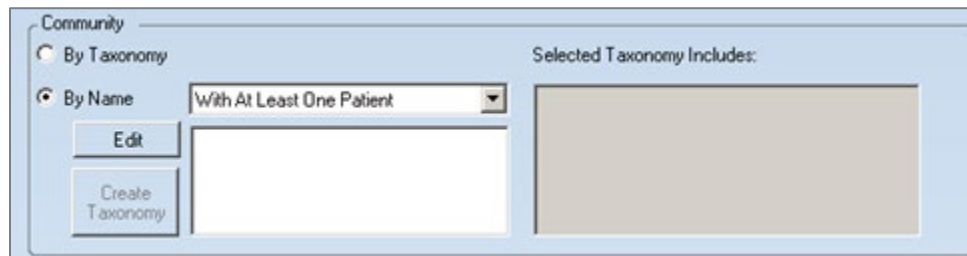 Community
By Taxonomy
Selected Taxonomy Includes:
By Name
With At Least One Patient
Edit
Create
Taxonomy